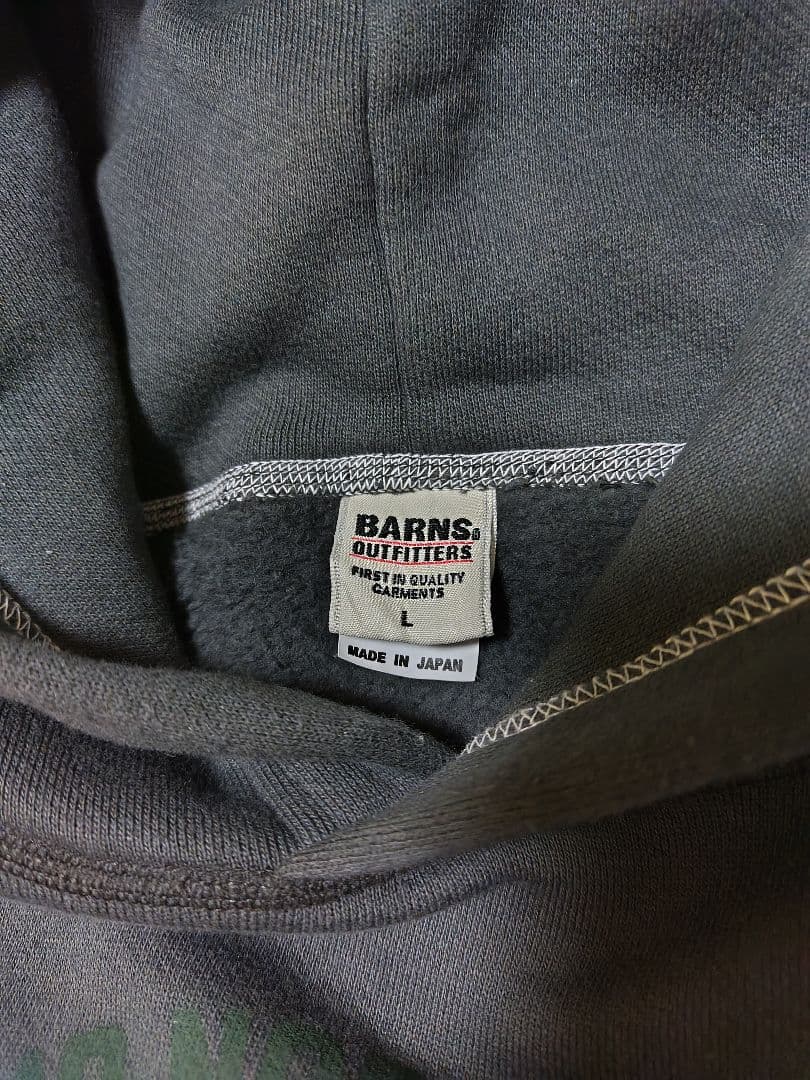 BARNS®
OUTFITTERS
FIRST IN QUALITY
GARMENTS
L
MADE IN JAPAN